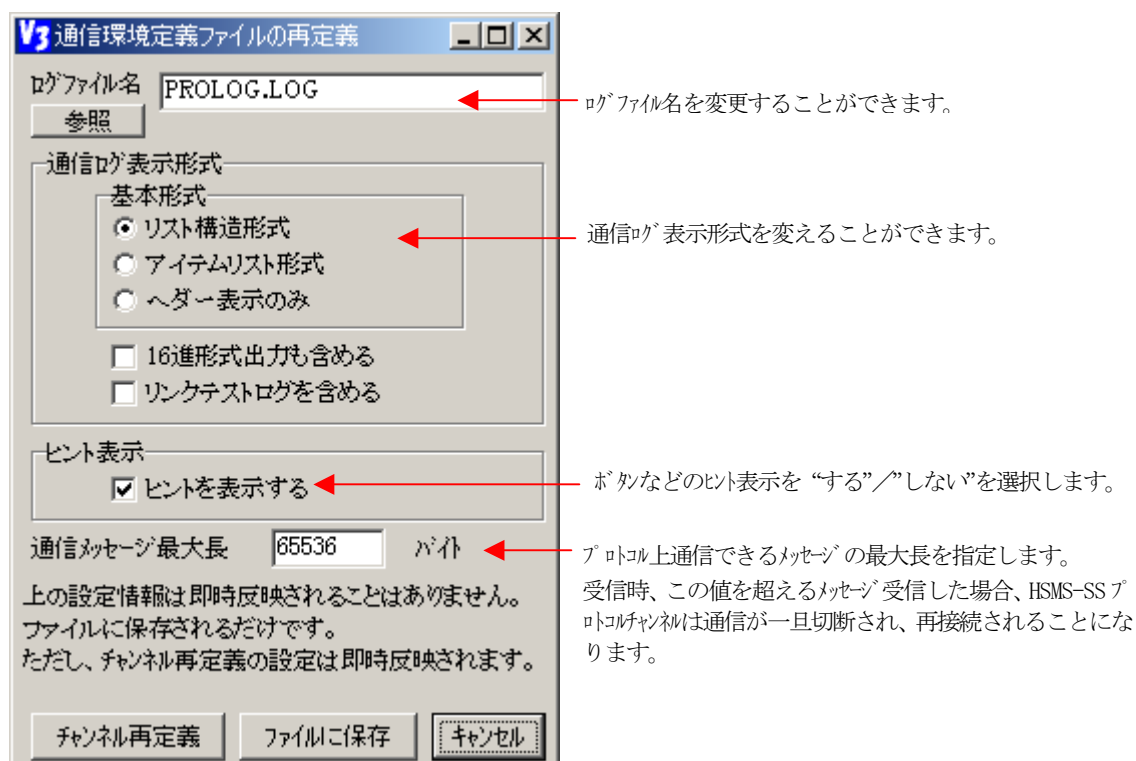 V3 通信環境定義ファイルの再定義
ﾛｸﾞﾌｧｲﾙ名 PROLOG.LOG
参照
ﾛｸﾞﾌｧｲﾙ名を変更することができます。
通信ﾛｸﾞ表示形式
基本形式
リスト構造形式
アイテムリスト形式
ヘダー表示のみ
通信ﾛｸﾞ表示形式を変えることができます。
16進形式出力も含める
リンクテストログを含める
ヒント表示
ヒントを表示する
ﾎﾞﾀﾝなどのﾋﾝﾄ表示を“する”／”しない”を選択します。
通信ﾒｯｾｰｼﾞ最大長 65536 ﾊﾞｲﾄ
ﾌﾟﾛﾄｺﾙ上通信できるﾒｯｾｰｼﾞの最大長を指定します。
受信時、この値を超えるﾒｯｾｰｼﾞ受信した場合、HSMS-SSﾌﾟ
ﾛﾄｺﾙﾁｬﾝﾈﾙは通信が一旦切断され、再接続されることにな
ります。
上の設定情報は即時反映されることはありません。
ファイルに保存されるだけです。
ただし、ﾁｬﾝﾈﾙ再定義の設定は即時反映されます。
ﾁｬﾝﾈﾙ再定義 ﾌｧｲﾙに保存 ｷｬﾝｾﾙ